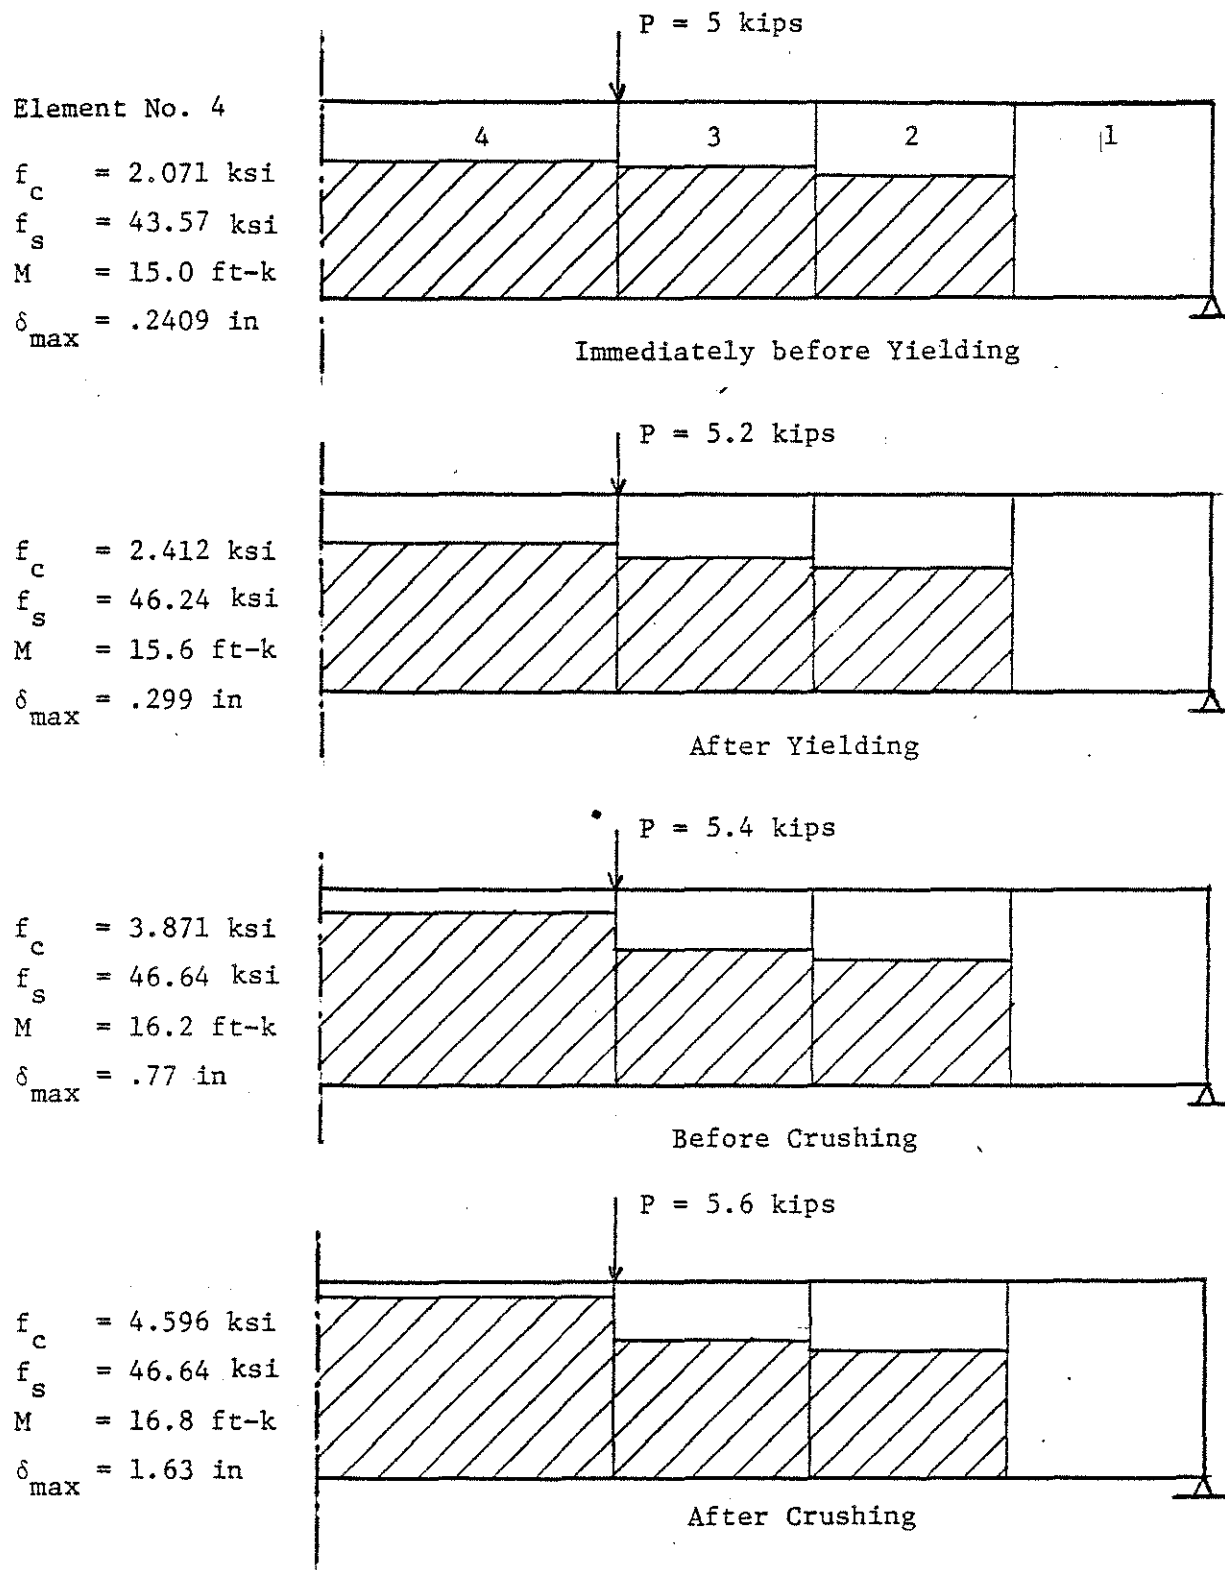 P = 5 kips
Element No. 4
4 3 2 1
f_c = 2.071 ksi
f_s = 43.57 ksi
M = 15.0 ft-k
δ_max = .2409 in
Immediately before Yielding
P = 5.2 kips
f_c = 2.412 ksi
f_s = 46.24 ksi
M = 15.6 ft-k
δ_max = .299 in
After Yielding
P = 5.4 kips
f_c = 3.871 ksi
f_s = 46.64 ksi
M = 16.2 ft-k
δ_max = .77 in
Before Crushing
P = 5.6 kips
f_c = 4.596 ksi
f_s = 46.64 ksi
M = 16.8 ft-k
δ_max = 1.63 in
After Crushing